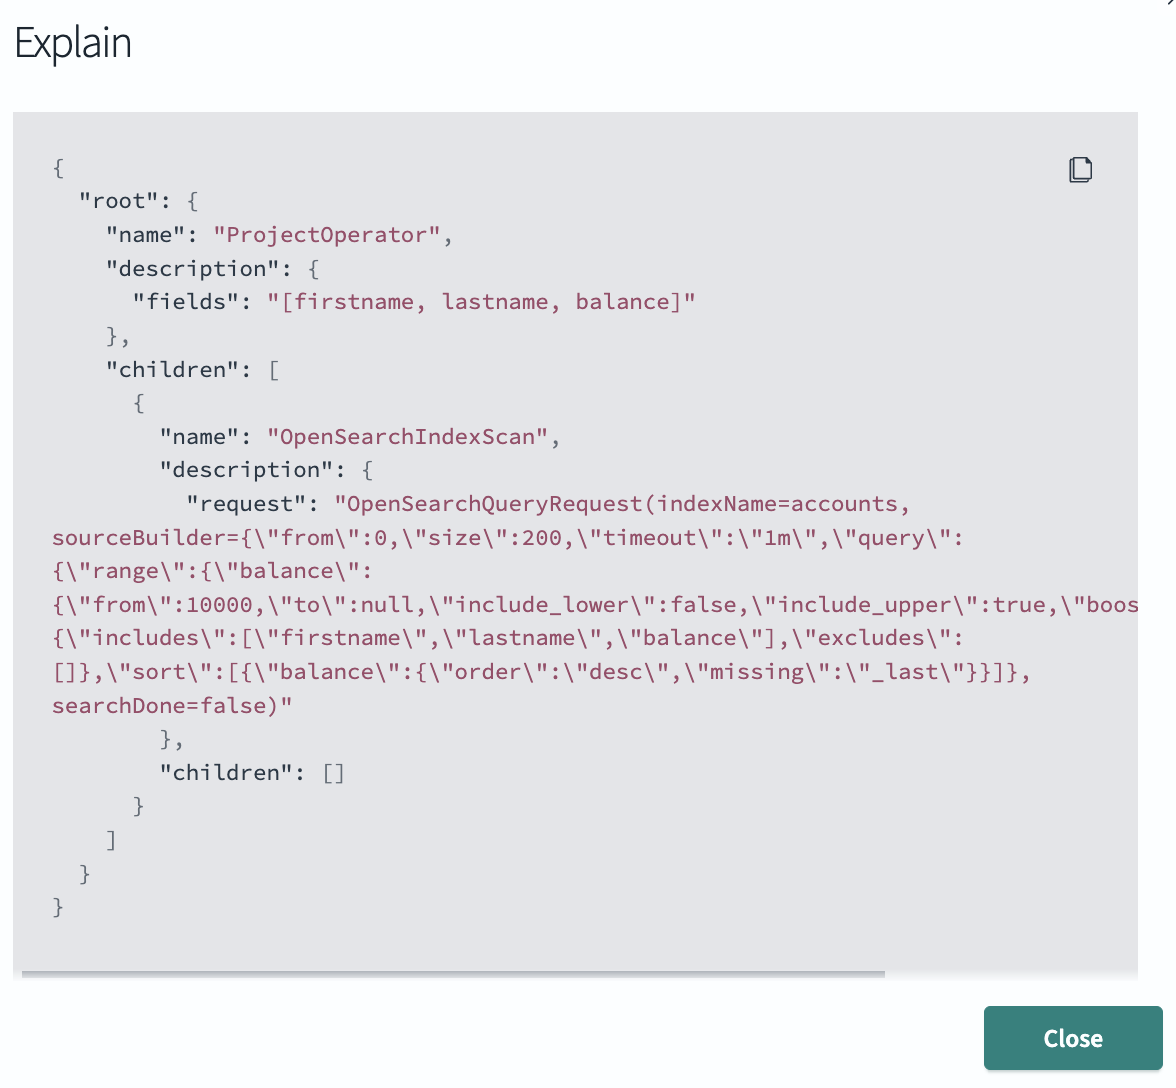 Explain
{
  "root": {
    "name": "ProjectOperator",
    "description": {
      "fields": "[firstname, lastname, balance]"
    },
    "children": [
      {
        "name": "OpenSearchIndexScan",
        "description": {
          "request": "OpenSearchQueryRequest(indexName=accounts,
sourceBuilder={\"from\":0,\"size\":200,\"timeout\":\"1m\",\"query\":
{\"range\":{\"balance\":
{\"from\":10000,\"to\":null,\"include_lower\":false,\"include_upper\":true,\"boos
{\"includes\":[\"firstname\",\"lastname\",\"balance\"],\"excludes\":
[]},\"sort\":[{\"balance\":{\"order\":\"desc\",\"missing\":\"_last\"}}]},
searchDone=false)"
        },
        "children": []
      }
    ]
  }
}
Close